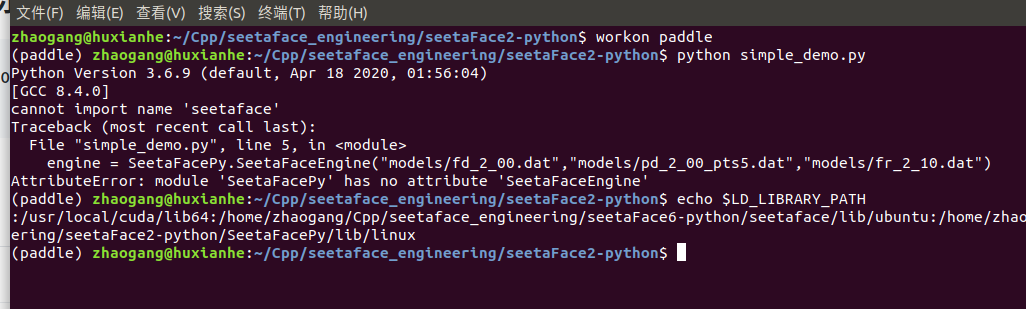 文件(F) 编辑(E) 查看(V) 搜索(S) 终端(T) 帮助(H)
zhaogang@huxianhe:~/Cpp/seetaface_engineering/seetaFace2-python$ workon paddle
(paddle) zhaogang@huxianhe:~/Cpp/seetaface_engineering/seetaFace2-python$ python simple_demo.py
Python Version 3.6.9 (default, Apr 18 2020, 01:56:04)
[GCC 8.4.0]
cannot import name 'seetaface'
Traceback (most recent call last):
  File "simple_demo.py", line 5, in <module>
    engine = SeetaFacePy.SeetaFaceEngine("models/fd_2_00.dat","models/pd_2_00_pts5.dat","models/fr_2_10.dat")
AttributeError: module 'SeetaFacePy' has no attribute 'SeetaFaceEngine'
(paddle) zhaogang@huxianhe:~/Cpp/seetaface_engineering/seetaFace2-python$ echo $LD_LIBRARY_PATH
:/usr/local/cuda/lib64:/home/zhaogang/Cpp/seetaface_engineering/seetaFace6-python/seetaface/lib/ubuntu:/home/zhao
ering/seetaFace2-python/SeetaFacePy/lib/linux
(paddle) zhaogang@huxianhe:~/Cpp/seetaface_engineering/seetaFace2-python$